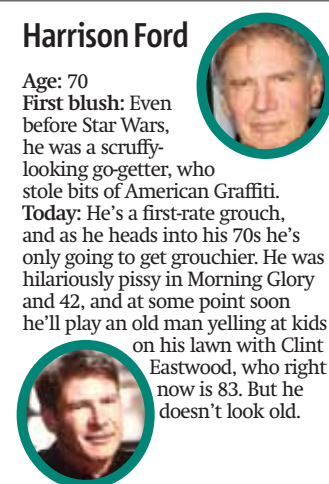 Harrison Ford
Age: 70
First blush: Even
before Star Wars,
he was a scruffy-
looking go-getter, who
stole bits of American Graffiti.
Today: He's a first-rate grouch,
and as he heads into his 70s he's
only going to get grouchier. He was
hilariously pissy in Morning Glory
and 42, and at some point soon
he'll play an old man yelling at kids
on his lawn with Clint
Eastwood, who right
now is 83. But he
doesn't look old.